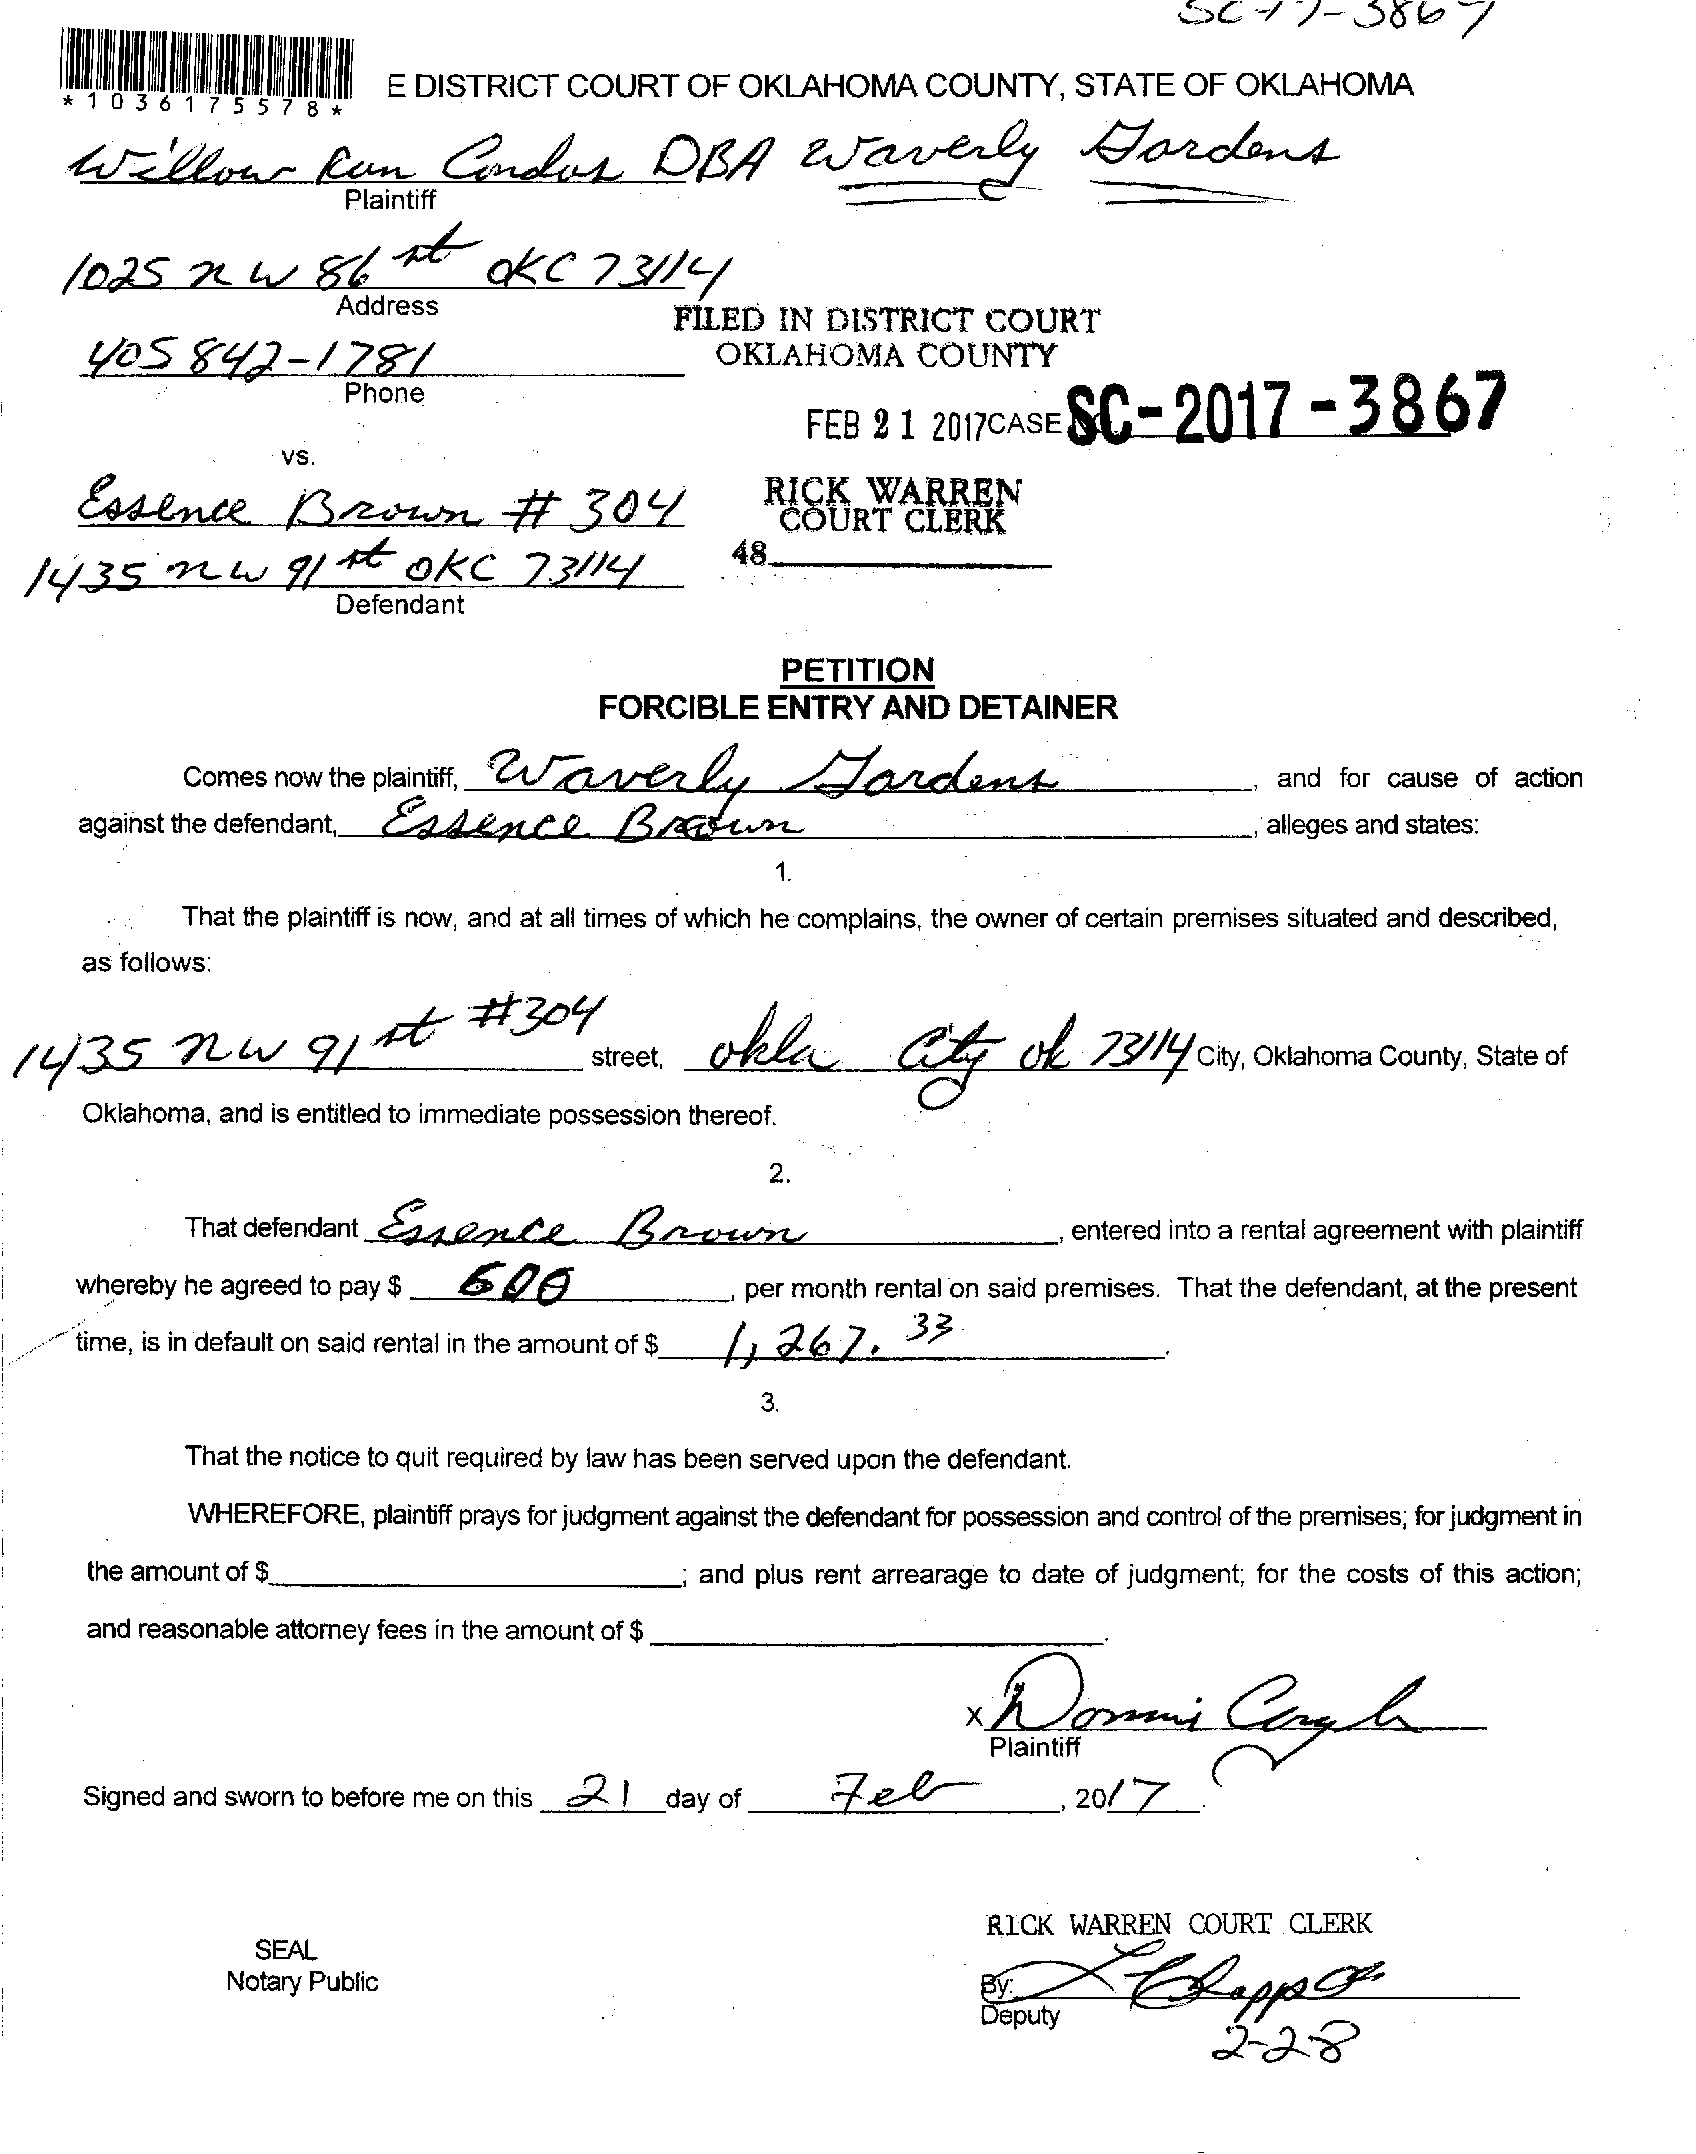 SC-17-3867
*1036175578*
E DISTRICT COURT OF OKLAHOMA COUNTY, STATE OF OKLAHOMA
Willow Run Condos DBA Waverly Gardens
Plaintiff
1025 NW 86 st OKC 73114
Address
FILED IN DISTRICT COURT
OKLAHOMA COUNTY
405 842-1781
Phone
FEB 21 2017 CASE SC-2017-3867
vs.
Essence Brown # 304
RICK WARREN
COURT CLERK
1435 NW 91 st OKC 73114
48
Defendant
PETITION
FORCIBLE ENTRY AND DETAINER
Comes now the plaintiff, Waverly Gardens, and for cause of action
against the defendant, Essence Brown, alleges and states:
1.
That the plaintiff is now, and at all times of which he complains, the owner of certain premises situated and described,
as follows:
1435 NW 91 st #304 street, okla City ok 73114 City, Oklahoma County, State of
Oklahoma, and is entitled to immediate possession thereof.
2.
That defendant Essence Brown, entered into a rental agreement with plaintiff
whereby he agreed to pay $ 600, per month rental on said premises. That the defendant, at the present
time, is in default on said rental in the amount of $ 1,267.33.
3.
That the notice to quit required by law has been served upon the defendant.
WHEREFORE, plaintiff prays for judgment against the defendant for possession and control of the premises; for judgment in
the amount of $ ; and plus rent arrearage to date of judgment; for the costs of this action;
and reasonable attorney fees in the amount of $ .
x
Plaintiff
Signed and sworn to before me on this 21 day of Feb, 2017.
RICK WARREN COURT CLERK
SEAL
Notary Public
By:
Deputy
2-28